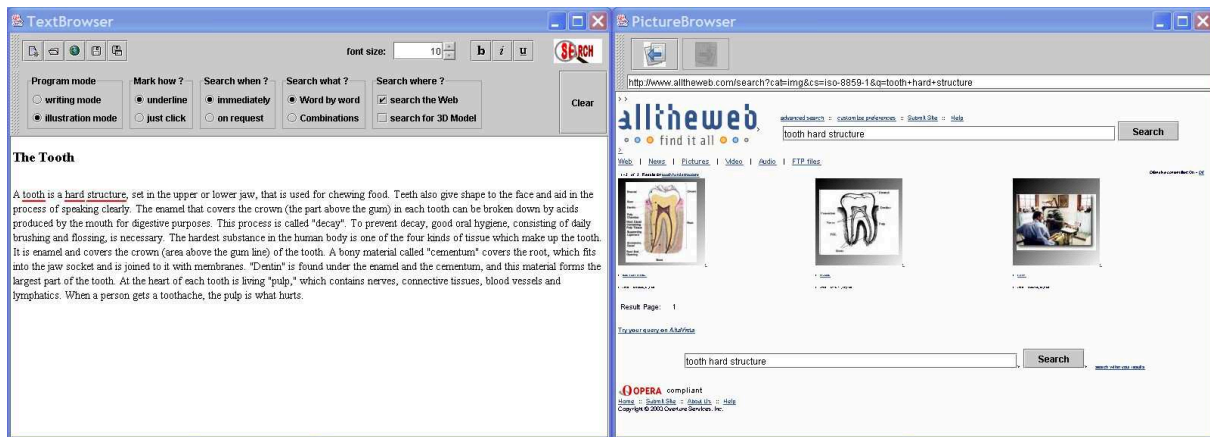 TextBrowser
font size: 10 b i u SEARCH
Program mode Mark how ? Search when ? Search what ? Search where ?
writing mode underline immediately Word by word search the Web
illustration mode just click on request Combinations search for 3D Model
Clear
The Tooth
A tooth is a hard structure, set in the upper or lower jaw, that is used for chewing food. Teeth also give shape to the face and aid in the
process of speaking clearly. The enamel that covers the crown (the part above the gum) in each tooth can be broken down by acids
produced by the mouth for digestive purposes. This process is called "decay". To prevent decay, good oral hygiene, consisting of daily
brushing and flossing, is necessary. The hardest substance in the human body is one of the four kinds of tissue which make up the tooth.
It is enamel and covers the crown (area above the gum line) of the tooth. A bony material called "cementum" covers the root, which fits
into the jaw socket and is joined to it with membranes. "Dentin" is found under the enamel and the cementum, and this material forms the
largest part of the tooth. At the heart of each tooth is living "pulp," which contains nerves, connective tissues, blood vessels and
lymphatics. When a person gets a toothache, the pulp is what hurts.
PictureBrowser
http://www.alltheweb.com/search?cat=img&cs=iso-8859-1&q=tooth+hard+structure
alltheweb
find it all
advanced search :: customize preferences :: Submit Site :: Help
tooth hard structure Search
Web | News | Pictures | Video | Audio | FTP files
Result Page: 1
Try your query on AltaVista
tooth hard structure Search
search within your results
OPERA compliant
Home :: Submit Site :: About Us :: Help
Copyright © 2003 Overture Services, Inc.